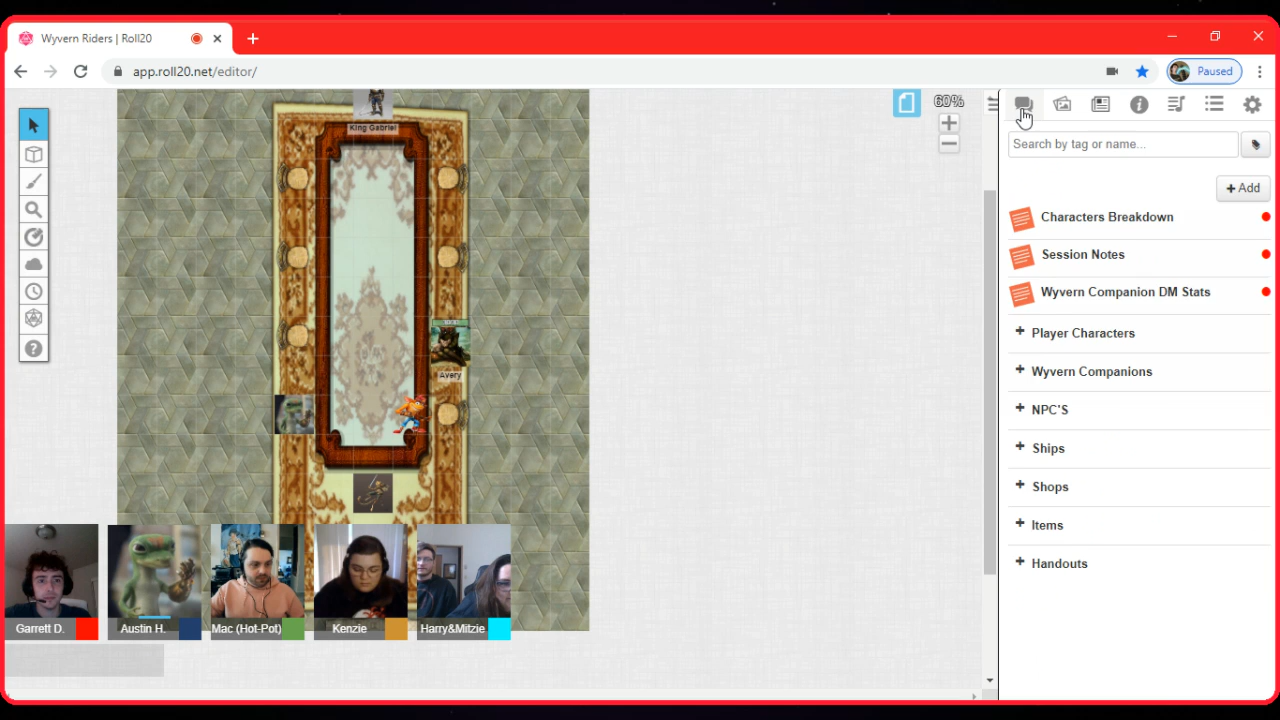 Wyvern Riders | Roll20
app.roll20.net/editor/
Paused
60%
King Gabriel
Search by tag or name...
+ Add
Characters Breakdown
Session Notes
Wyvern Companion DM Stats
+ Player Characters
+ Wyvern Companions
+ NPC'S
+ Ships
+ Shops
+ Items
+ Handouts
Avery
Garrett D.
Austin H.
Mac (Hot-Pot)
Kenzie
Harry&Mitzie